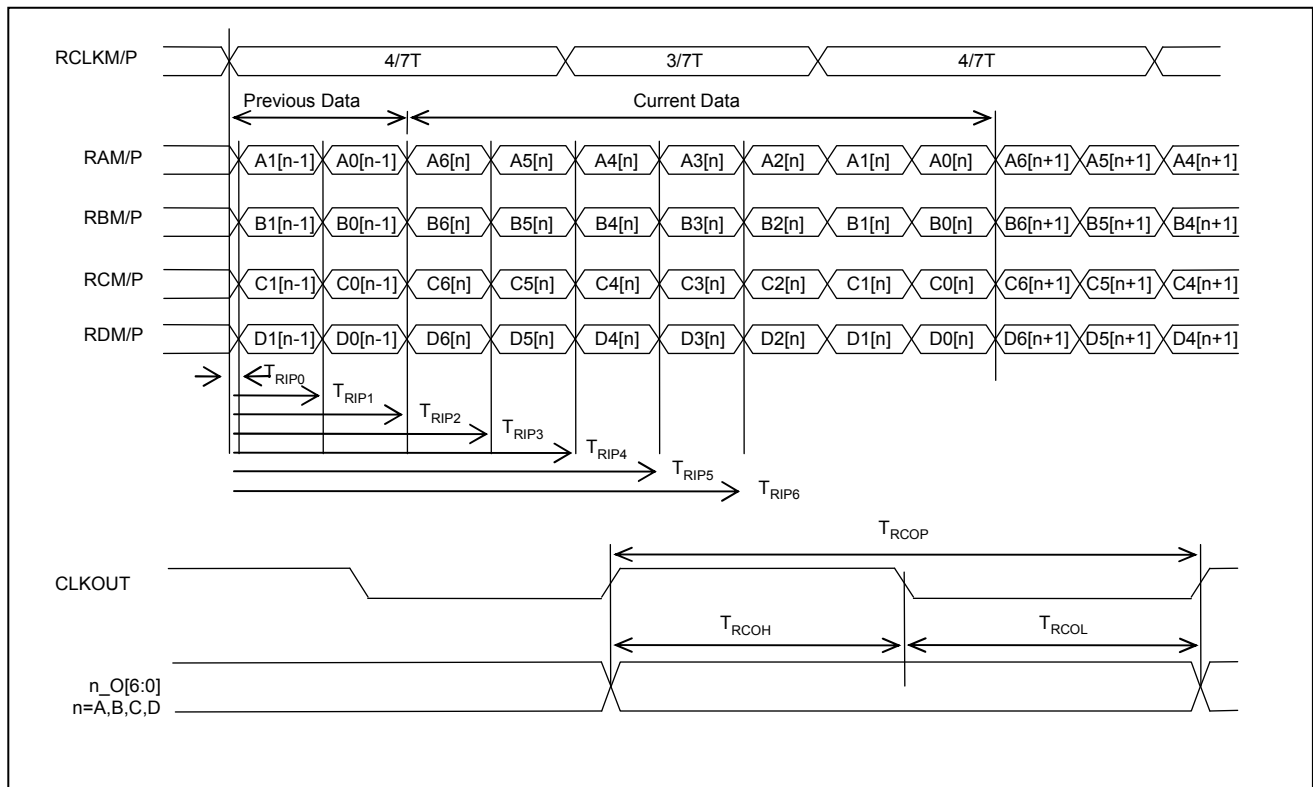 RCLKM/P 4/7T 3/7T 4/7T
Previous Data Current Data
RAM/P A1[n-1] A0[n-1] A6[n] A5[n] A4[n] A3[n] A2[n] A1[n] A0[n] A6[n+1] A5[n+1] A4[n+1]
RBM/P B1[n-1] B0[n-1] B6[n] B5[n] B4[n] B3[n] B2[n] B1[n] B0[n] B6[n+1] B5[n+1] B4[n+1]
RCM/P C1[n-1] C0[n-1] C6[n] C5[n] C4[n] C3[n] C2[n] C1[n] C0[n] C6[n+1] C5[n+1] C4[n+1]
RDM/P D1[n-1] D0[n-1] D6[n] D5[n] D4[n] D3[n] D2[n] D1[n] D0[n] D6[n+1] D5[n+1] D4[n+1]
TRIP0
TRIP1
TRIP2
TRIP3
TRIP4
TRIP5
TRIP6
TRCOP
CLKOUT
TRCOH TRCOL
n_O[6:0]
n=A,B,C,D